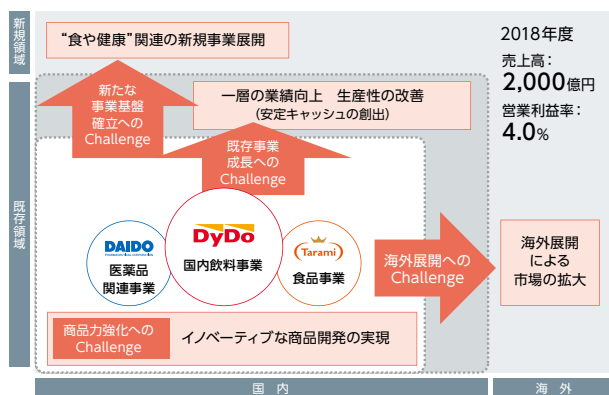 新規領域
“食や健康”関連の新規事業展開
2018年度
売上高：
2,000億円
営業利益率：
4.0%
新たな
事業基盤
確立への
Challenge
一層の業績向上　生産性の改善
（安定キャッシュの創出）
既存事業
成長への
Challenge
既存領域
DAIDO
PHARMACEUTICAL CORPORATION
医薬品
関連事業
DyDo
国内飲料事業
Tarami
食品事業
海外展開への
Challenge
海外展開
による
市場の拡大
商品力強化への
Challenge
イノベーティブな商品開発の実現
国　内
海　外